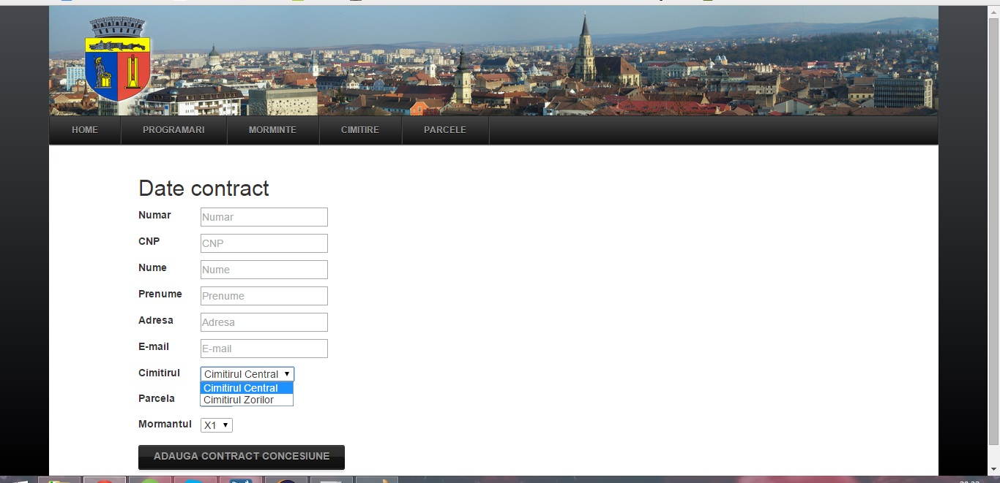 HOME PROGRAMARI MORMINTE CIMITIRE PARCELE
Date contract
Numar Numar
CNP CNP
Nume Nume
Prenume Prenume
Adresa Adresa
E-mail E-mail
Cimitirul Cimitirul Central
Cimitirul Central
Cimitirul Zorilor
Parcela
Mormantul X1
ADAUGA CONTRACT CONCESIUNE